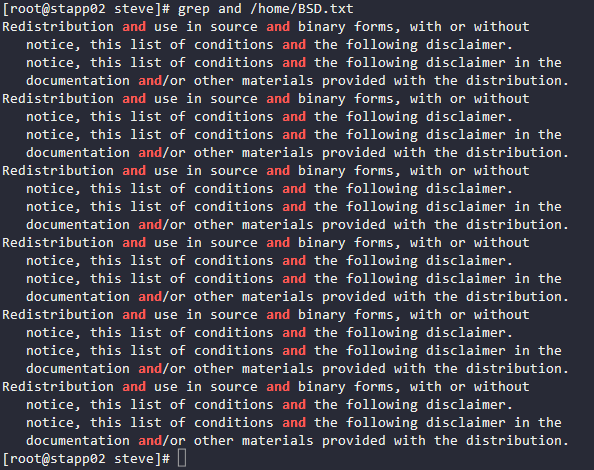 [root@stapp02 steve]# grep and /home/BSD.txt
Redistribution and use in source and binary forms, with or without
   notice, this list of conditions and the following disclaimer.
   notice, this list of conditions and the following disclaimer in the
   documentation and/or other materials provided with the distribution.
Redistribution and use in source and binary forms, with or without
   notice, this list of conditions and the following disclaimer.
   notice, this list of conditions and the following disclaimer in the
   documentation and/or other materials provided with the distribution.
Redistribution and use in source and binary forms, with or without
   notice, this list of conditions and the following disclaimer.
   notice, this list of conditions and the following disclaimer in the
   documentation and/or other materials provided with the distribution.
Redistribution and use in source and binary forms, with or without
   notice, this list of conditions and the following disclaimer.
   notice, this list of conditions and the following disclaimer in the
   documentation and/or other materials provided with the distribution.
Redistribution and use in source and binary forms, with or without
   notice, this list of conditions and the following disclaimer.
   notice, this list of conditions and the following disclaimer in the
   documentation and/or other materials provided with the distribution.
Redistribution and use in source and binary forms, with or without
   notice, this list of conditions and the following disclaimer.
   notice, this list of conditions and the following disclaimer in the
   documentation and/or other materials provided with the distribution.
[root@stapp02 steve]#